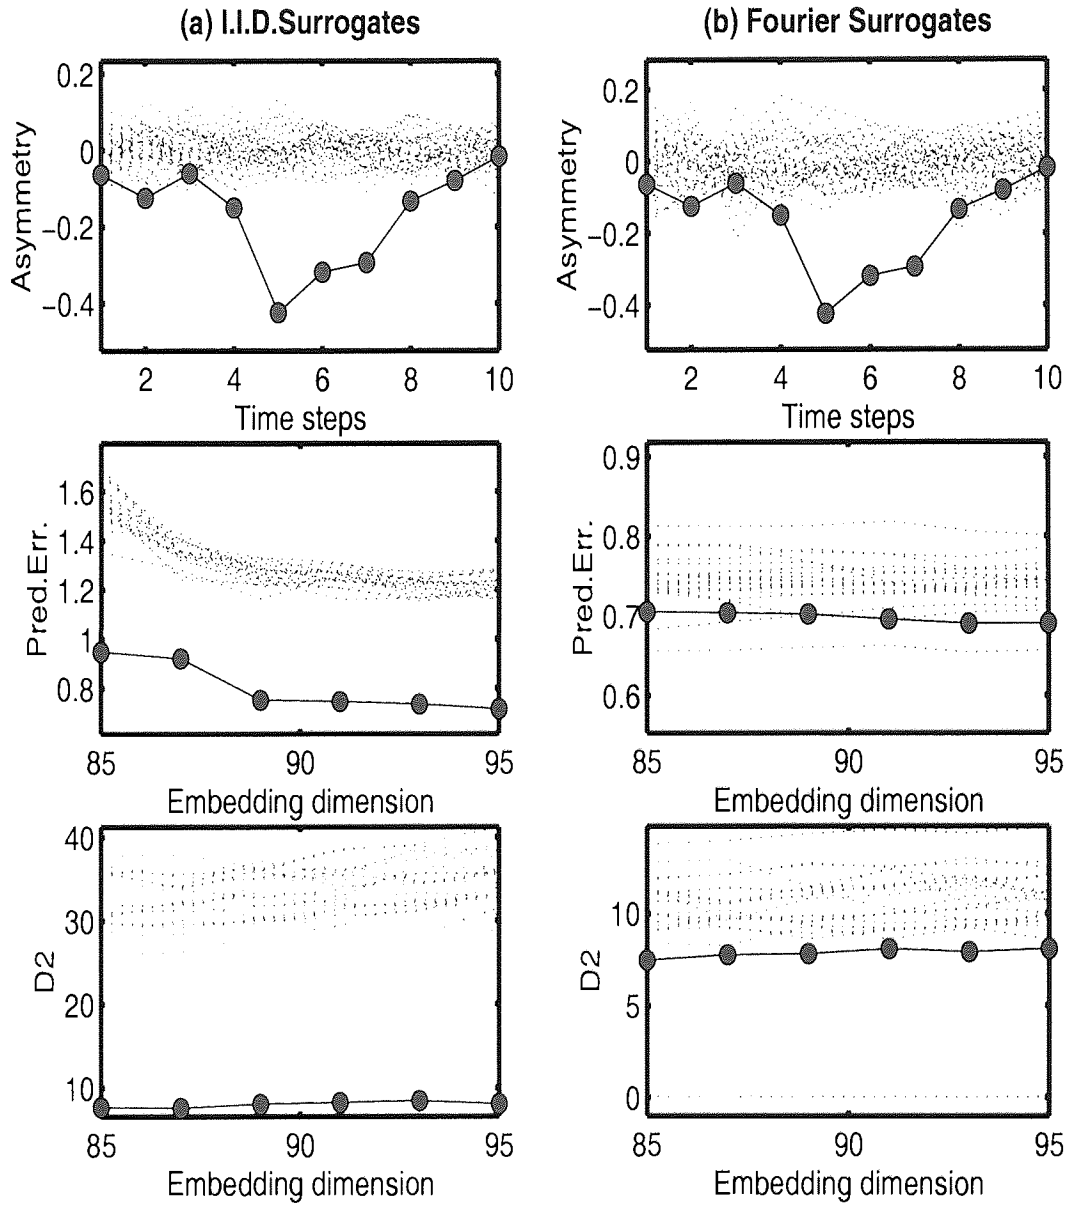 (a) I.I.D.Surrogates
(b) Fourier Surrogates
0.2
0
−0.2
−0.4
Asymmetry
2 4 6 8 10
Time steps
0.2
0
−0.2
−0.4
Asymmetry
2 4 6 8 10
Time steps
1.6
1.4
1.2
1
0.8
Pred.Err.
85 90 95
Embedding dimension
0.9
0.8
0.7
0.6
Pred.Err.
85 90 95
Embedding dimension
40
30
20
10
D2
85 90 95
Embedding dimension
10
5
0
D2
85 90 95
Embedding dimension